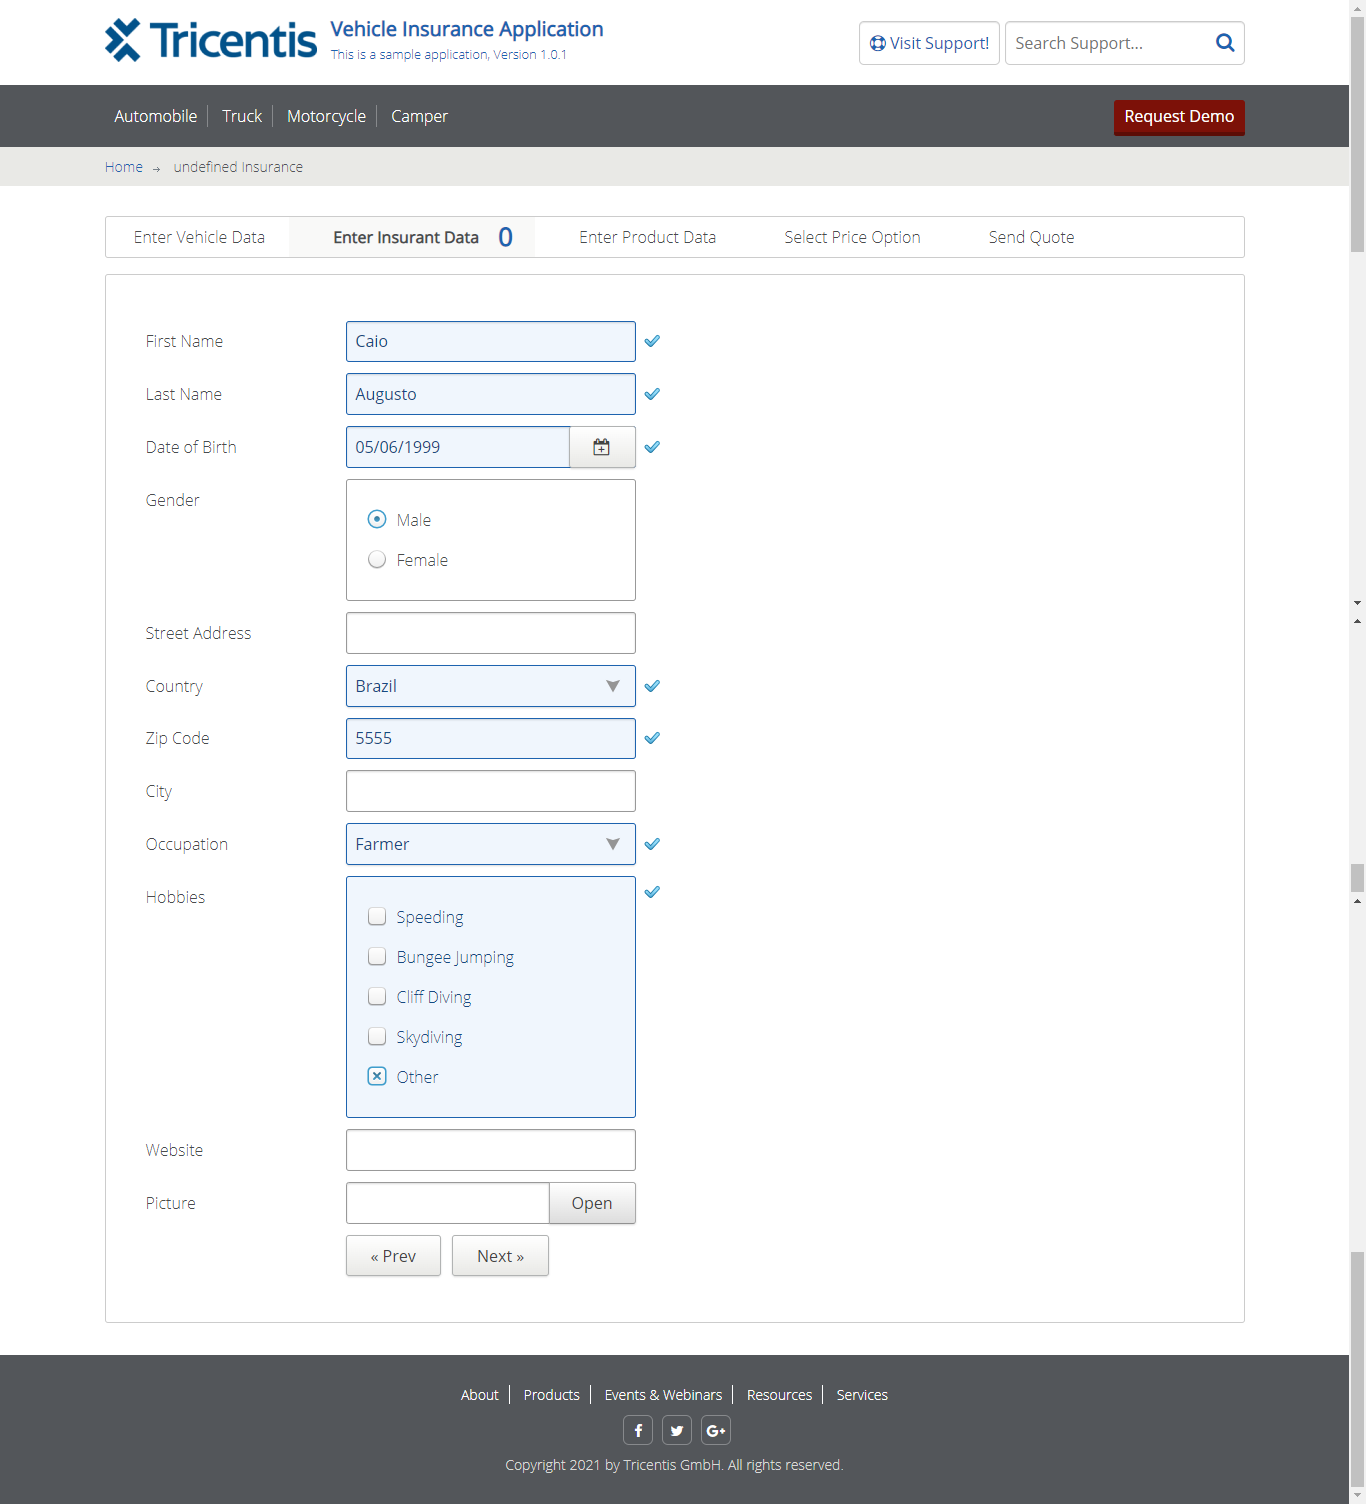 Tricentis
Vehicle Insurance Application
This is a sample application, Version 1.0.1
Visit Support!
Search Support...
Automobile
Truck
Motorcycle
Camper
Request Demo
Home → undefined Insurance
Enter Vehicle Data
Enter Insurant Data 0
Enter Product Data
Select Price Option
Send Quote
First Name
Caio
Last Name
Augusto
Date of Birth
05/06/1999
Gender
Male
Female
Street Address
Country
Brazil
Zip Code
5555
City
Occupation
Farmer
Hobbies
Speeding
Bungee Jumping
Cliff Diving
Skydiving
Other
Website
Picture
Open
« Prev
Next »
About
Products
Events & Webinars
Resources
Services
Copyright 2021 by Tricentis GmbH. All rights reserved.